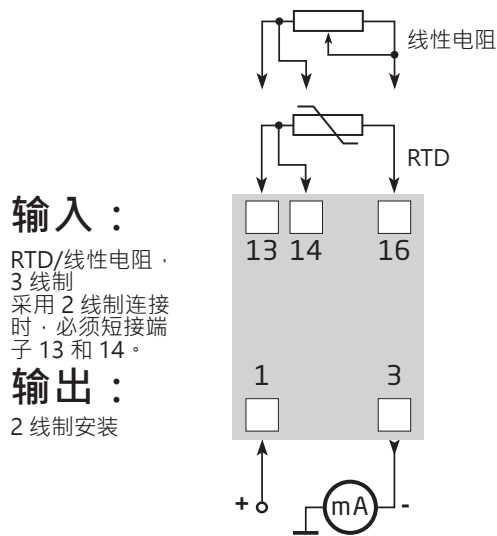 线性电阻
RTD
输入：
RTD/线性电阻，
3 线制
采用 2 线制连接
时，必须短接端
子 13 和 14。
13 14 16
输出：
2 线制安装
1 3
+ mA -